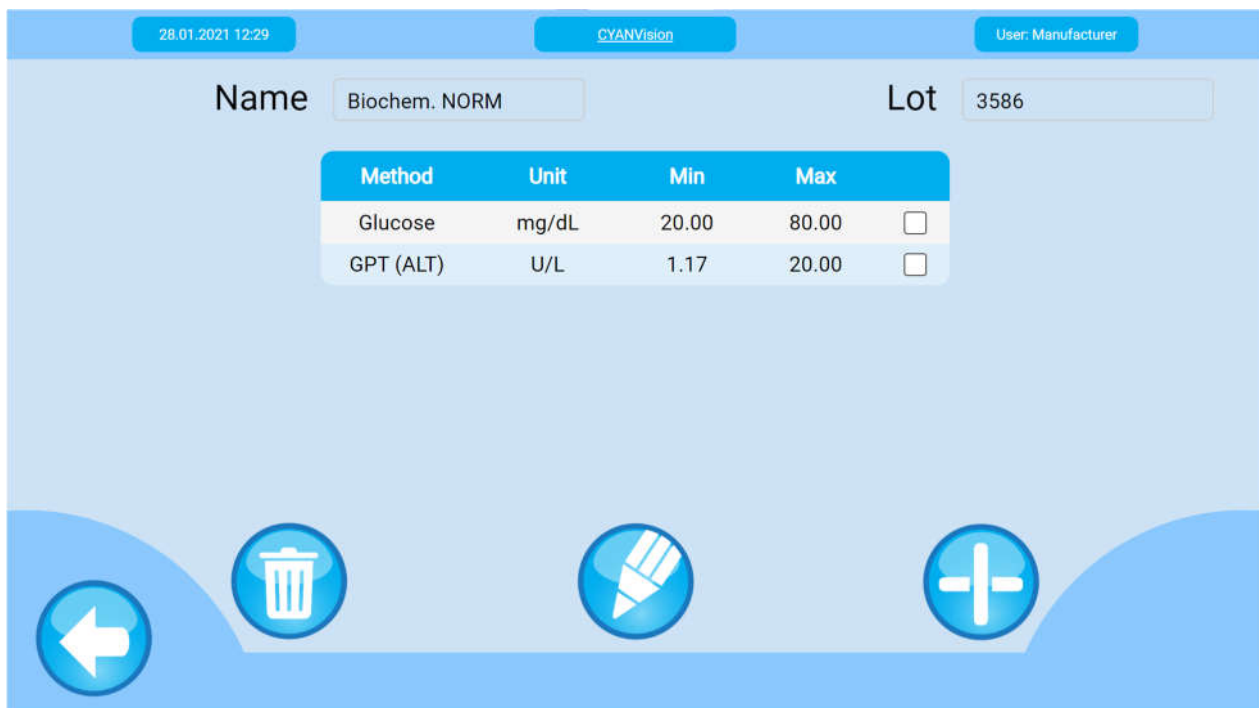 28.01.2021 12:29 CYANVision User: Manufacturer
Name Biochem. NORM Lot 3586
Method Unit Min Max
Glucose mg/dL 20.00 80.00
GPT (ALT) U/L 1.17 20.00